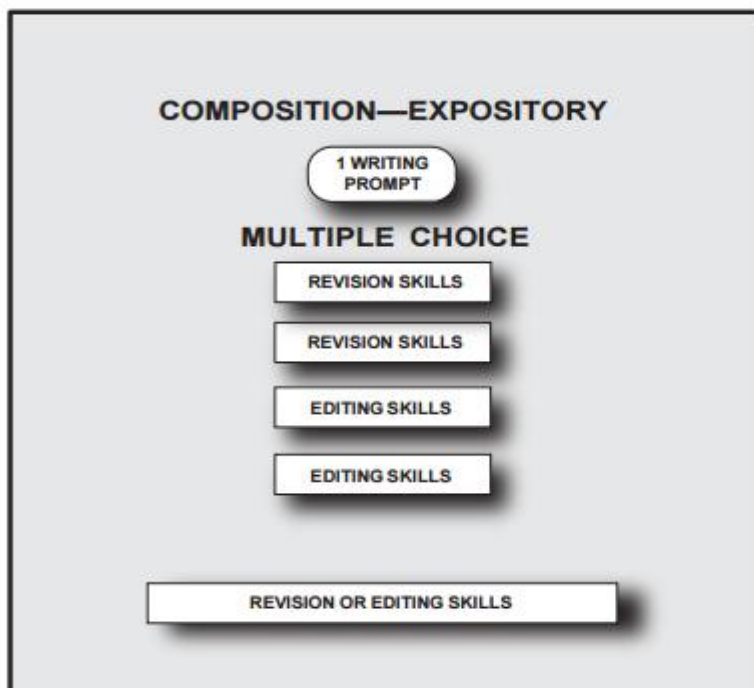 COMPOSITION—EXPOSITORY
1 WRITING
PROMPT
MULTIPLE CHOICE
REVISION SKILLS
REVISION SKILLS
EDITING SKILLS
EDITING SKILLS
REVISION OR EDITING SKILLS